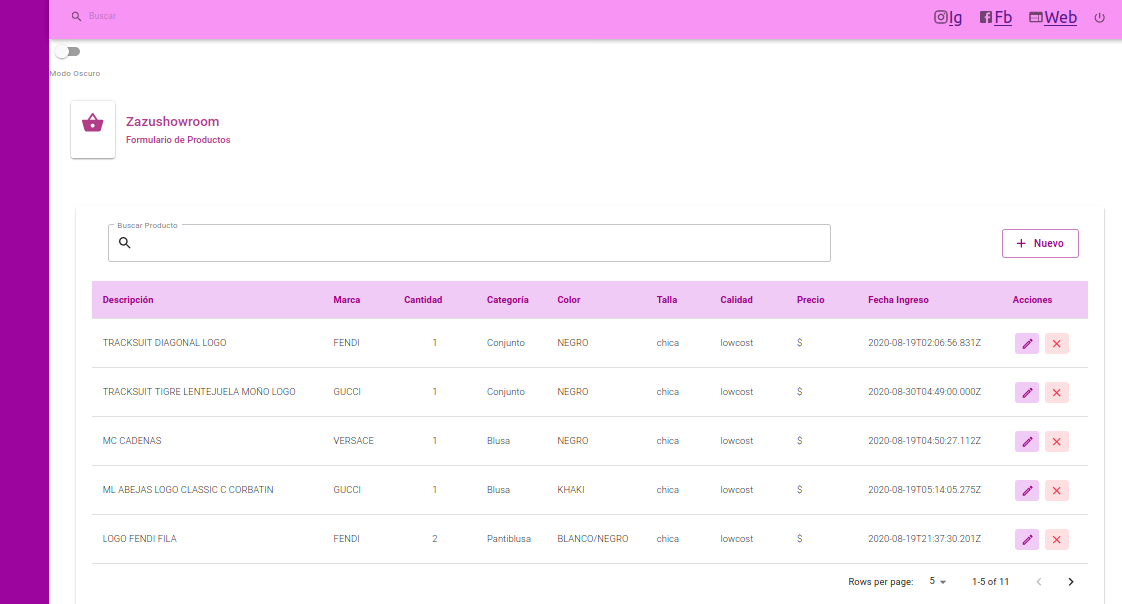 Buscar
Ig Fb Web
Modo Oscuro
Zazushowroom
Formulario de Productos
Buscar Producto
+ Nuevo
Descripción Marca Cantidad Categoría Color Talla Calidad Precio Fecha Ingreso Acciones
TRACKSUIT DIAGONAL LOGO FENDI 1 Conjunto NEGRO chica lowcost $ 2020-08-19T02:06:56.831Z
TRACKSUIT TIGRE LENTEJUELA MOÑO LOGO GUCCI 1 Conjunto NEGRO chica lowcost $ 2020-08-30T04:49:00.000Z
MC CADENAS VERSACE 1 Blusa NEGRO chica lowcost $ 2020-08-19T04:50:27.112Z
ML ABEJAS LOGO CLASSIC C CORBATIN GUCCI 1 Blusa KHAKI chica lowcost $ 2020-08-19T05:14:05.275Z
LOGO FENDI FILA FENDI 2 Pantiblusa BLANCO/NEGRO chica lowcost $ 2020-08-19T21:37:30.201Z
Rows per page: 5 1-5 of 11